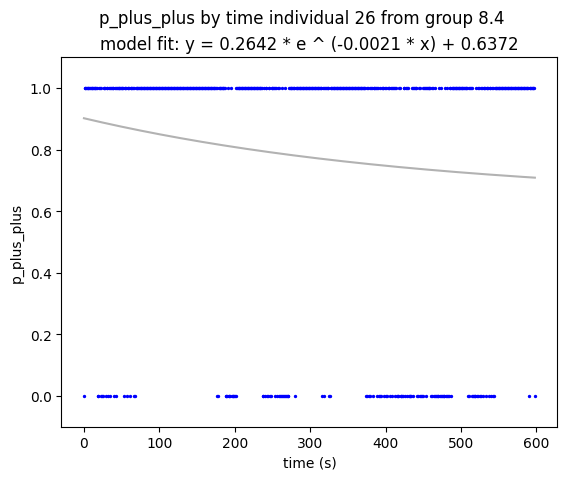 p_plus_plus by time individual 26 from group 8.4
model fit: y = 0.2642 * e ^ (-0.0021 * x) + 0.6372
1.0
0.8
0.6
0.4
0.2
0.0
p_plus_plus
0 100 200 300 400 500 600
time (s)